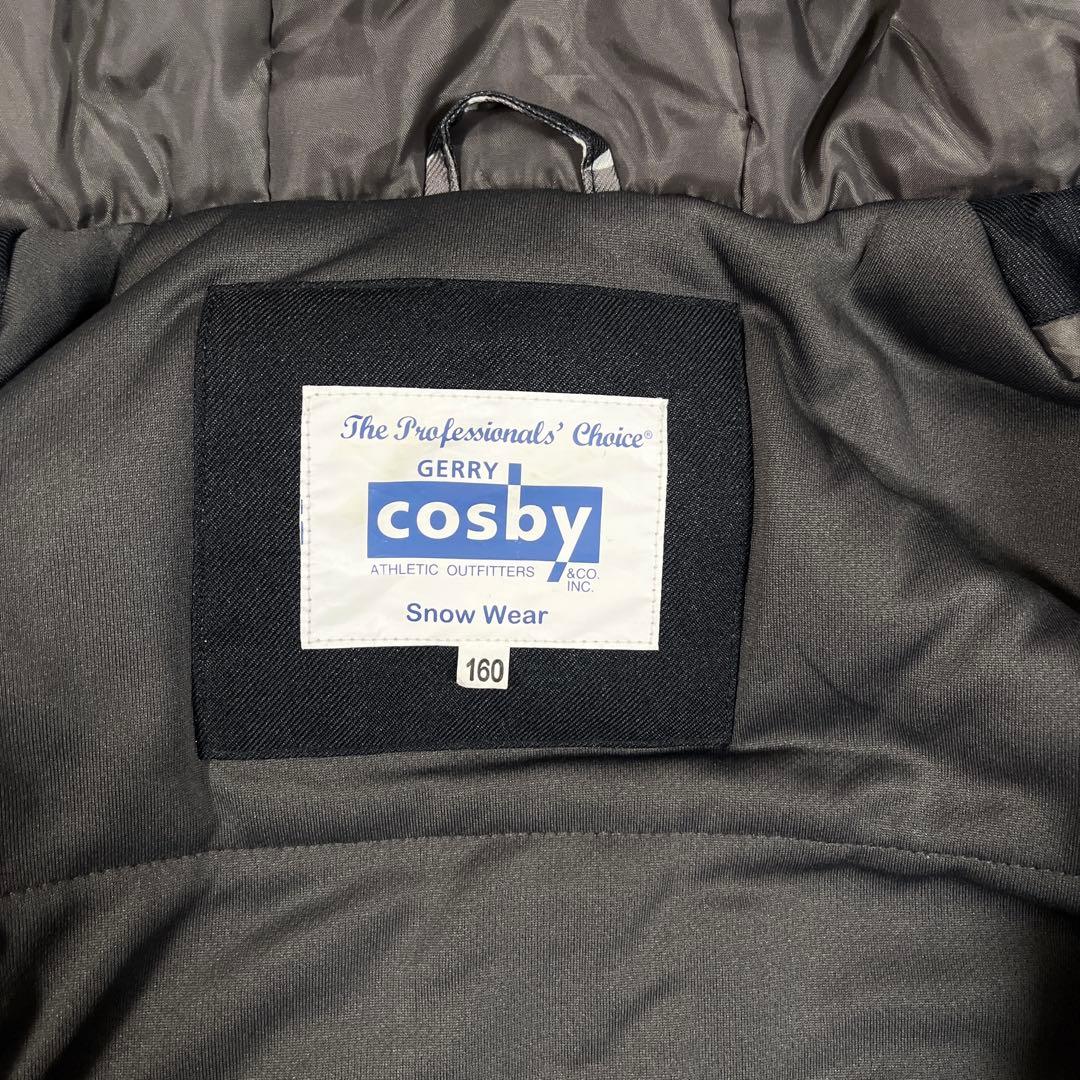 The Professionals' Choice®
GERRY
cosby
ATHLETIC OUTFITTERS &CO. INC.
Snow Wear
160